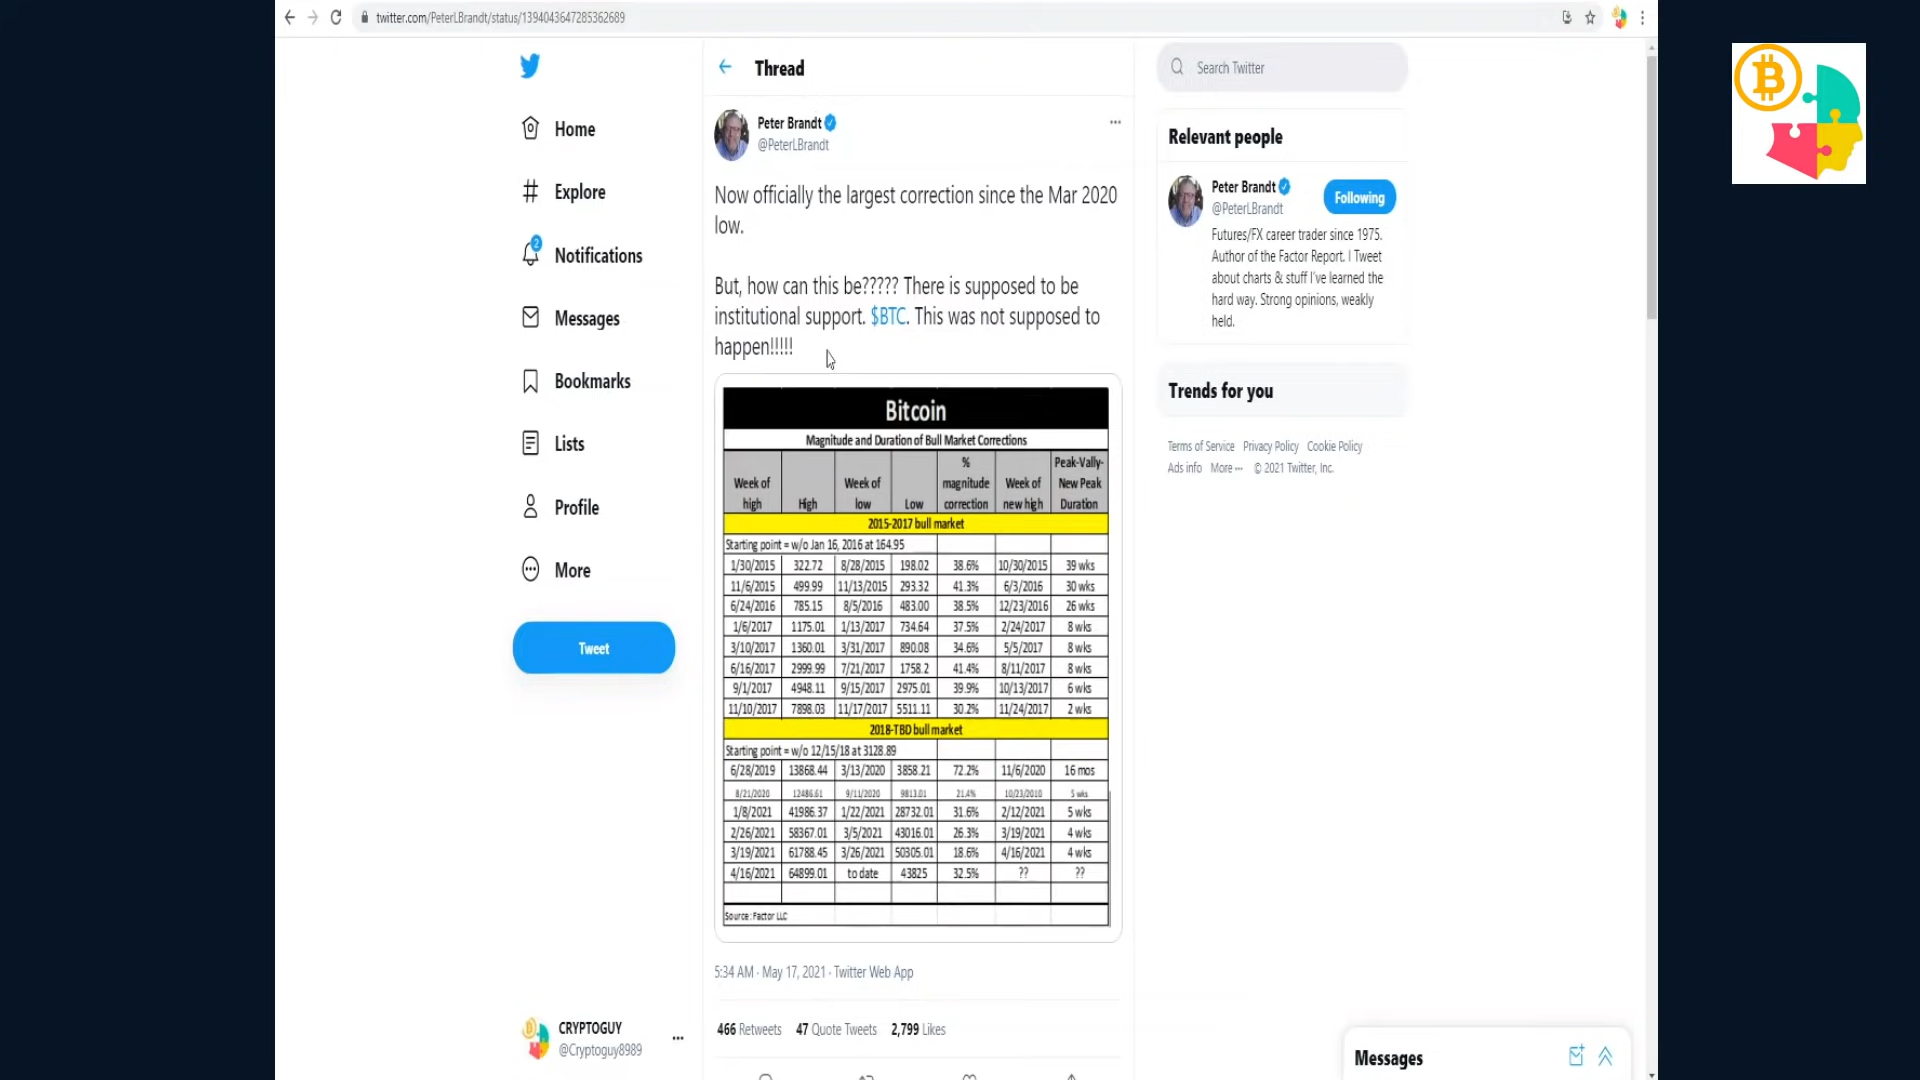 twitter.com/PeterLBrandt/status/1394043647285362689
Home
Explore
2
Notifications
Messages
Bookmarks
Lists
Profile
More
Tweet
CRYPTOGUY
@Cryptoguy8989
Thread
Peter Brandt
@PeterLBrandt
Now officially the largest correction since the Mar 2020
low.
But, how can this be????? There is supposed to be
institutional support. $BTC. This was not supposed to
happen!!!!!
Bitcoin
Magnitude and Duration of Bull Market Corrections
Week of high High Week of low Low % magnitude correction Week of new high Peak-Vally-New Peak Duration
2015-2017 bull market
Starting point = w/o Jan 16, 2016 at 164.95
1/30/2015 322.72 8/28/2015 198.02 38.6% 10/30/2015 39 wks
11/6/2015 499.99 11/13/2015 293.32 41.3% 6/3/2016 30 wks
6/24/2016 785.15 8/5/2016 483.00 38.5% 12/23/2016 26 wks
1/6/2017 1175.01 1/13/2017 734.64 37.5% 2/24/2017 8 wks
3/10/2017 1360.01 3/31/2017 890.08 34.6% 5/5/2017 8 wks
6/16/2017 2999.99 7/21/2017 1758.2 41.4% 8/11/2017 8 wks
9/1/2017 4948.11 9/15/2017 2975.01 39.9% 10/13/2017 6 wks
11/10/2017 7898.03 11/17/2017 5511.11 30.2% 11/24/2017 2 wks
2018-TBD bull market
Starting point = w/o 12/15/18 at 3128.89
6/28/2019 13868.44 3/13/2020 3858.21 72.2% 11/6/2020 16 mos
8/21/2020 12486.61 9/11/2020 9813.01 21.4% 10/23/2010 5 wks
1/8/2021 41986.37 1/22/2021 28732.01 31.6% 2/12/2021 5 wks
2/26/2021 58367.01 3/5/2021 43016.01 26.3% 3/19/2021 4 wks
3/19/2021 61788.45 3/26/2021 50305.01 18.6% 4/16/2021 4 wks
4/16/2021 64899.01 to date 43825 32.5% ?? ??
Source: Factor LLC
5:34 AM · May 17, 2021 · Twitter Web App
466 Retweets 47 Quote Tweets 2,799 Likes
Search Twitter
Relevant people
Peter Brandt
@PeterLBrandt
Following
Futures/FX career trader since 1975.
Author of the Factor Report. I Tweet
about charts & stuff I've learned the
hard way. Strong opinions, weakly
held.
Trends for you
Terms of Service Privacy Policy Cookie Policy
Ads info More ··· © 2021 Twitter, Inc.
Messages